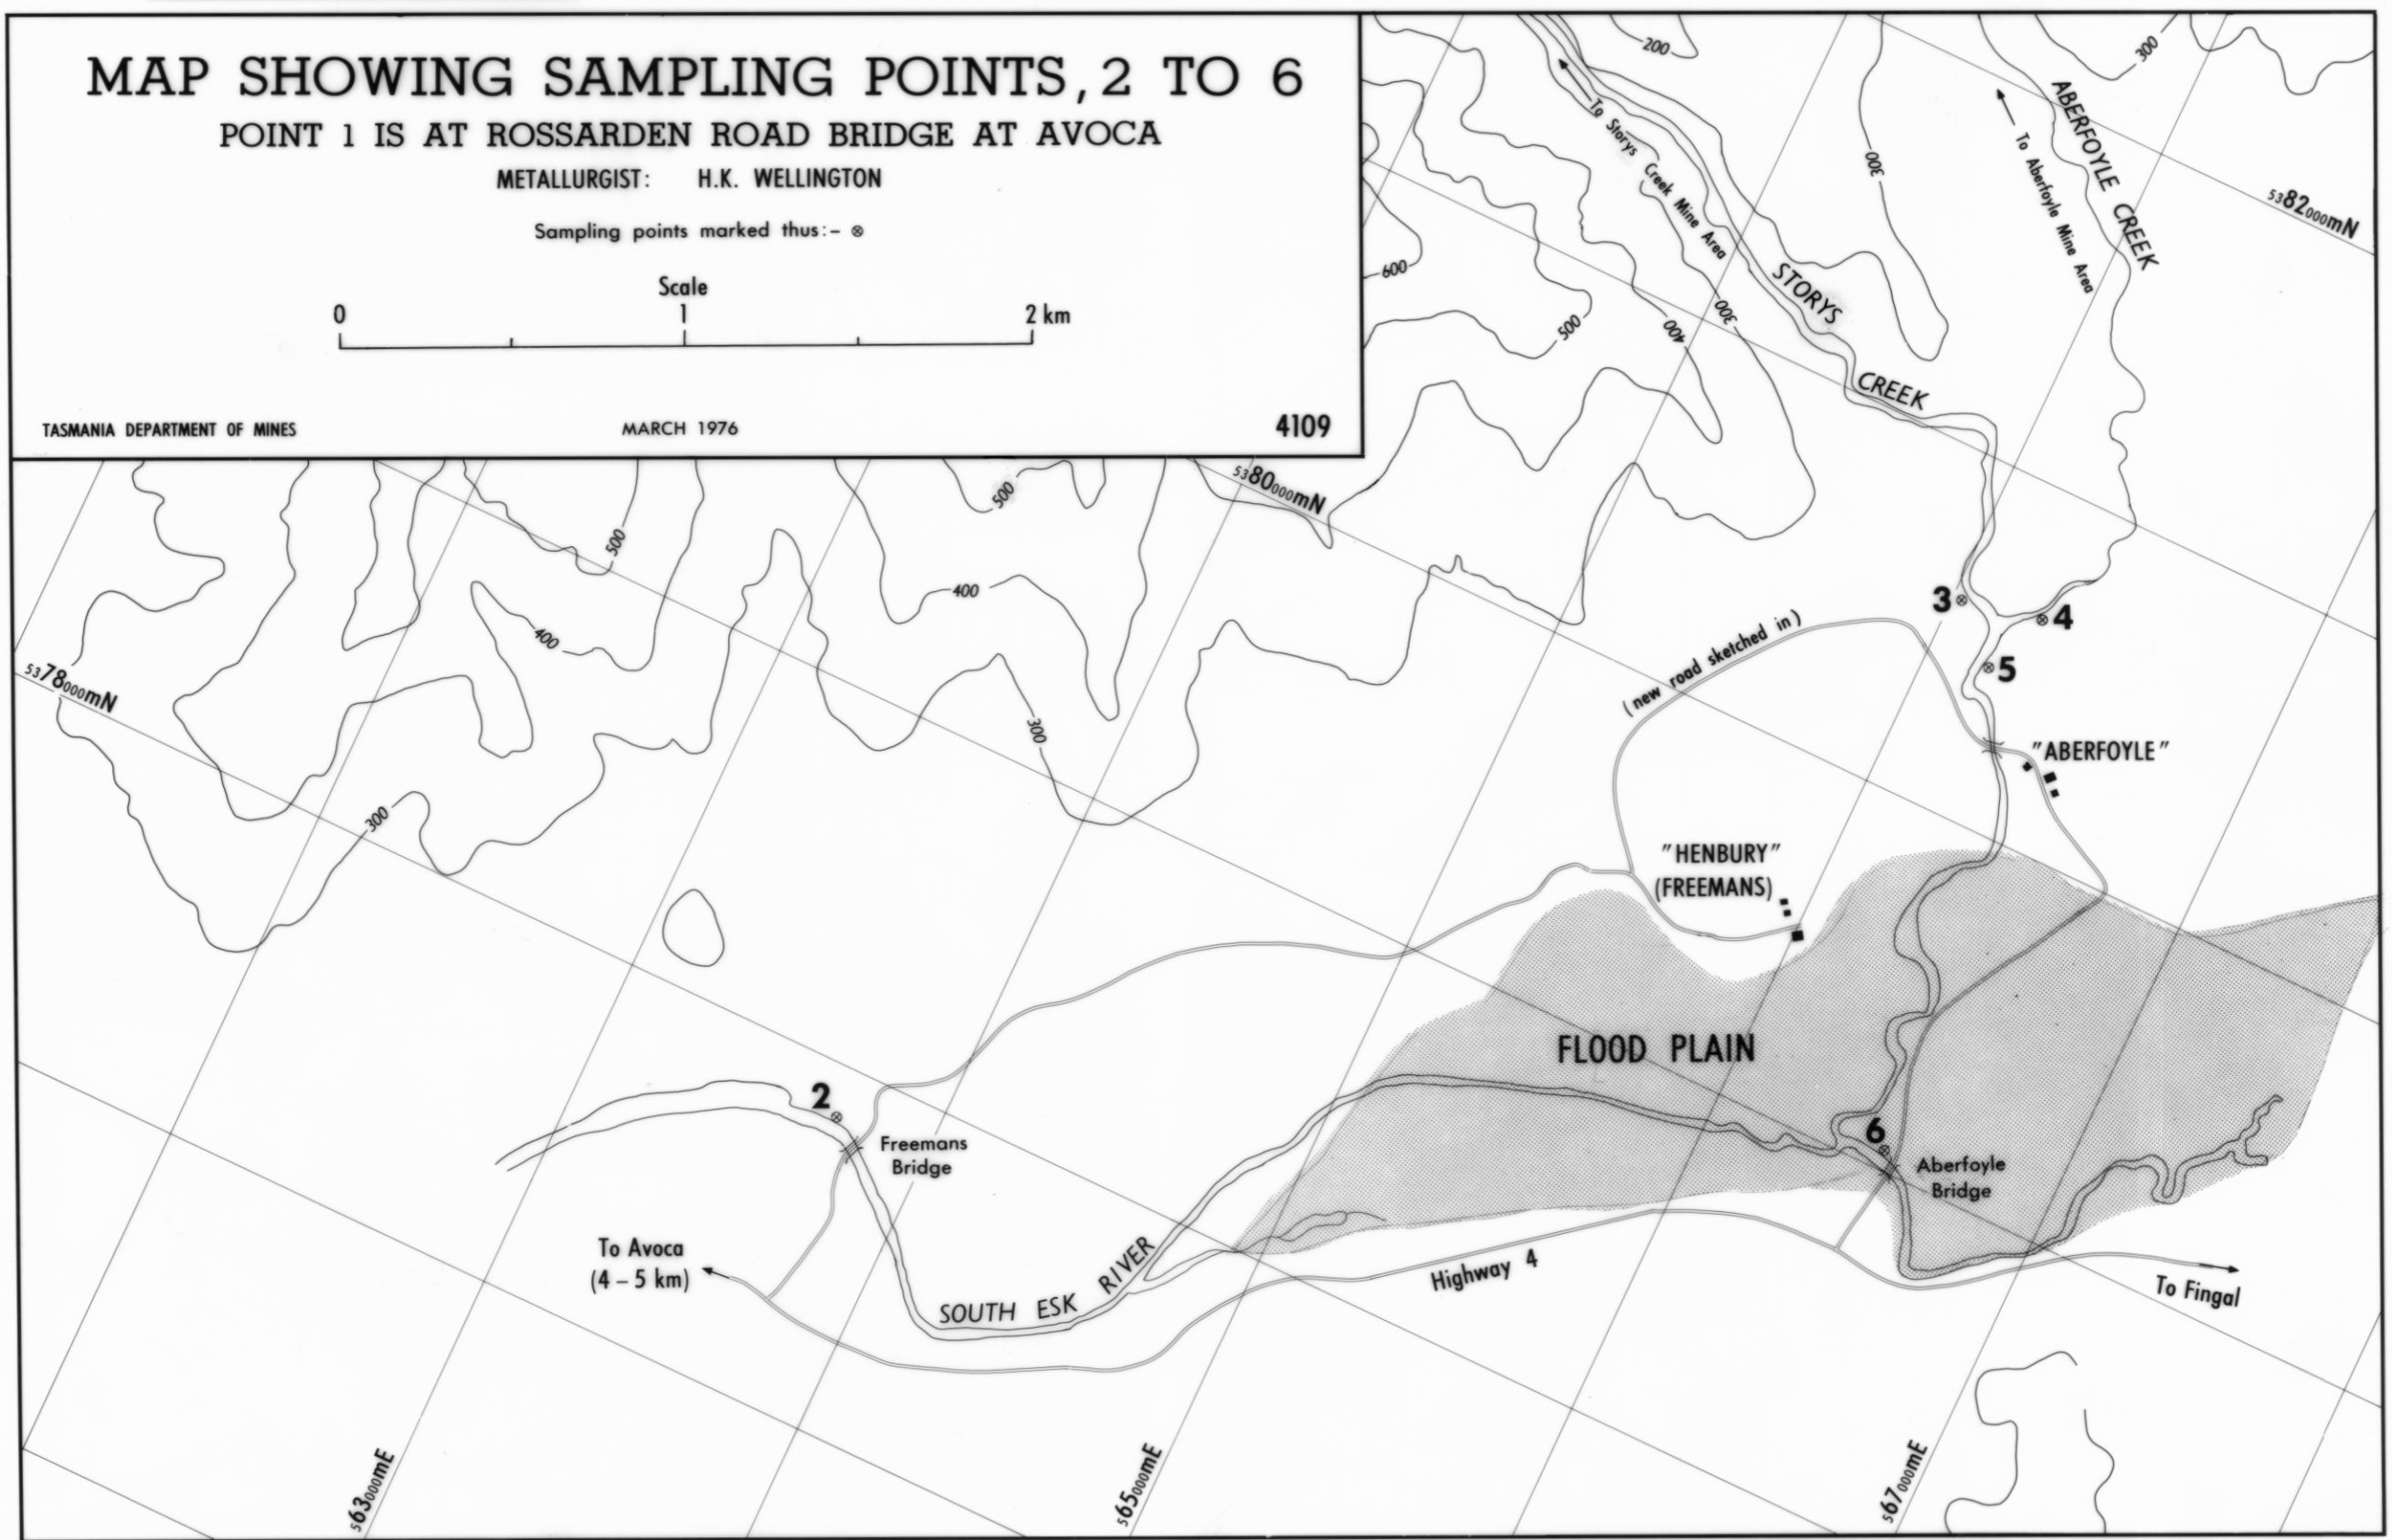 MAP SHOWING SAMPLING POINTS, 2 TO 6
POINT 1 IS AT ROSSARDEN ROAD BRIDGE AT AVOCA
METALLURGIST: H.K. WELLINGTON
Sampling points marked thus:- ⊗
Scale
0 1 2 km
TASMANIA DEPARTMENT OF MINES MARCH 1976 4109
200
300
300
To Storys Creek Mine Area
ABERFOYLE CREEK
To Aberfoyle Mine Area
5382000mN
600
500
400
300
STORYS
CREEK
5380000mN
500
500
400
400
300
300
5378000mN
3
4
5
(new road sketched in)
"ABERFOYLE"
"HENBURY"
(FREEMANS)
FLOOD PLAIN
2
Freemans
Bridge
6
Aberfoyle
Bridge
To Avoca
(4 – 5 km)
SOUTH ESK RIVER
Highway 4
To Fingal
563000mE
565000mE
567000mE